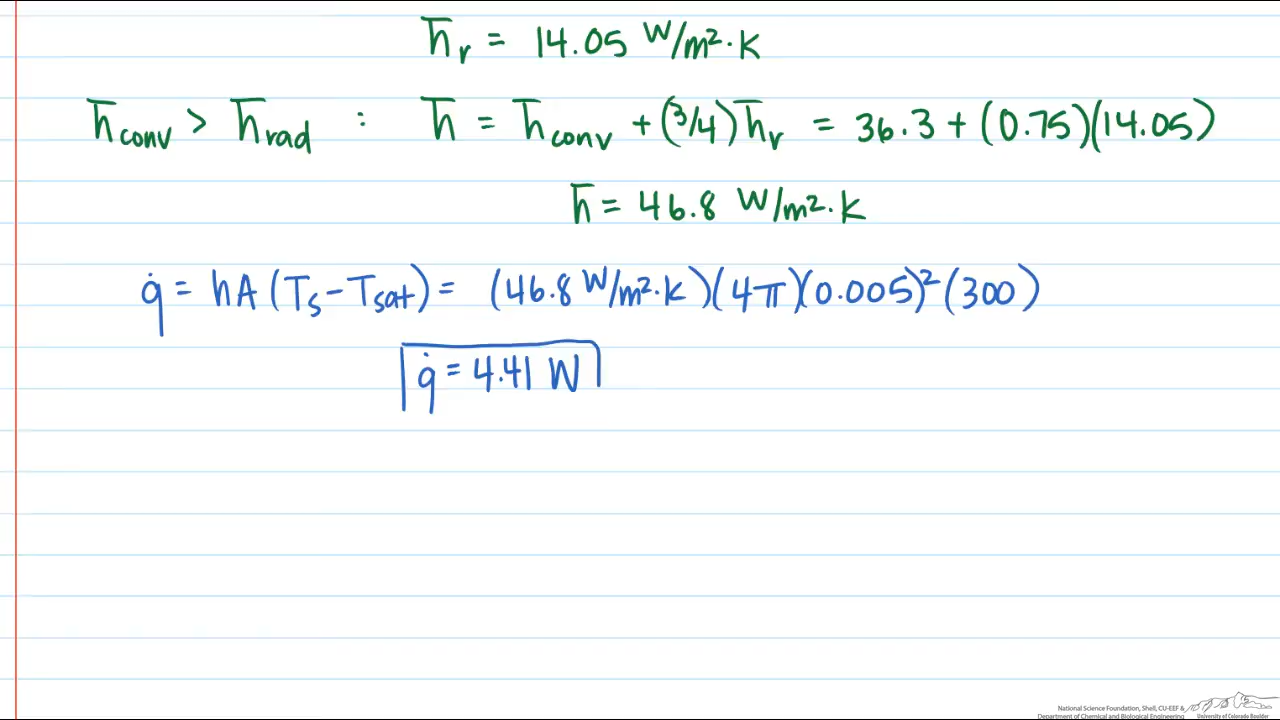 h̅r = 14.05 W/m²·K
h̅conv > h̅rad : h̅ = h̅conv + (3/4) h̅r = 36.3 + (0.75)(14.05)
h̅ = 46.8 W/m²·K
q̇ = hA (Ts - Tsat) = (46.8 W/m²·K)(4π)(0.005)² (300)
q̇ = 4.41 W
National Science Foundation, Shell, CU-EEF &
Department of Chemical and Biological Engineering
University of Colorado Boulder